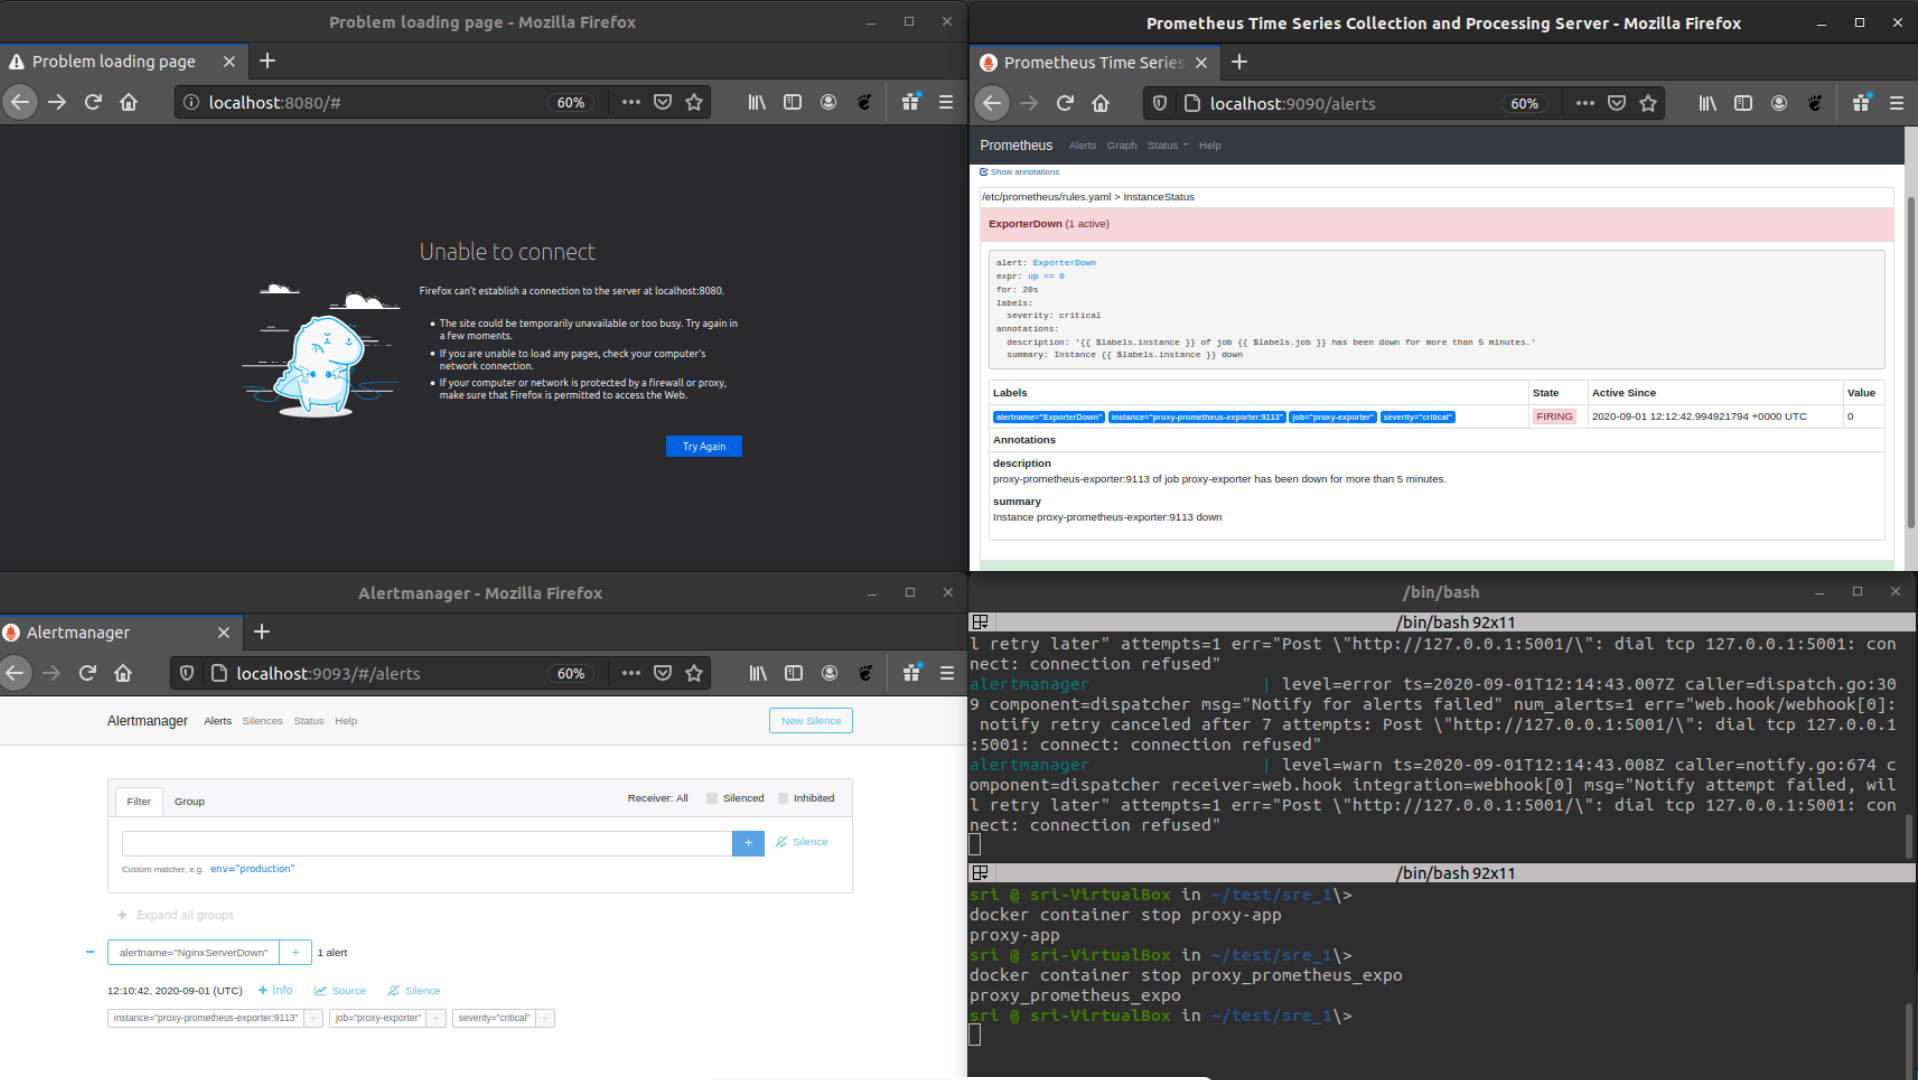 Problem loading page - Mozilla Firefox
Problem loading page
localhost:8080/#
60%
Unable to connect
Firefox can't establish a connection to the server at localhost:8080.
The site could be temporarily unavailable or too busy. Try again in
a few moments.
If you are unable to load any pages, check your computer's
network connection.
If your computer or network is protected by a firewall or proxy,
make sure that Firefox is permitted to access the Web.
Try Again
Prometheus Time Series Collection and Processing Server - Mozilla Firefox
Prometheus Time Series
localhost:9090/alerts
60%
Prometheus Alerts Graph Status Help
Show annotations
/etc/prometheus/rules.yaml > InstanceStatus
ExporterDown (1 active)
alert: ExporterDown
expr: up == 0
for: 20s
labels:
severity: critical
annotations:
description: '{{ $labels.instance }} of job {{ $labels.job }} has been down for more than 5 minutes.'
summary: Instance {{ $labels.instance }} down
Labels State Active Since Value
alertname="ExporterDown" instance="proxy-prometheus-exporter:9113" job="proxy-exporter" severity="critical" FIRING 2020-09-01 12:12:42.994921794 +0000 UTC 0
Annotations
description
proxy-prometheus-exporter:9113 of job proxy-exporter has been down for more than 5 minutes.
summary
Instance proxy-prometheus-exporter:9113 down
Alertmanager - Mozilla Firefox
Alertmanager
localhost:9093/#/alerts
60%
Alertmanager Alerts Silences Status Help New Silence
Filter Group Receiver: All Silenced Inhibited
+ Silence
Custom matcher, e.g. env="production"
+ Expand all groups
− alertname="NginxServerDown" + 1 alert
12:10:42, 2020-09-01 (UTC) + Info Source Silence
instance="proxy-prometheus-exporter:9113" + job="proxy-exporter" + severity="critical" +
/bin/bash
/bin/bash 92x11
l retry later" attempts=1 err="Post \"http://127.0.0.1:5001/\": dial tcp 127.0.0.1:5001: con
nect: connection refused"
alertmanager | level=error ts=2020-09-01T12:14:43.007Z caller=dispatch.go:30
9 component=dispatcher msg="Notify for alerts failed" num_alerts=1 err="web.hook/webhook[0]:
notify retry canceled after 7 attempts: Post \"http://127.0.0.1:5001/\": dial tcp 127.0.0.1
:5001: connect: connection refused"
alertmanager | level=warn ts=2020-09-01T12:14:43.008Z caller=notify.go:674 c
omponent=dispatcher receiver=web.hook integration=webhook[0] msg="Notify attempt failed, wil
l retry later" attempts=1 err="Post \"http://127.0.0.1:5001/\": dial tcp 127.0.0.1:5001: con
nect: connection refused"
/bin/bash 92x11
sri @ sri-VirtualBox in ~/test/sre_1\>
docker container stop proxy-app
proxy-app
sri @ sri-VirtualBox in ~/test/sre_1\>
docker container stop proxy_prometheus_expo
proxy_prometheus_expo
sri @ sri-VirtualBox in ~/test/sre_1\>